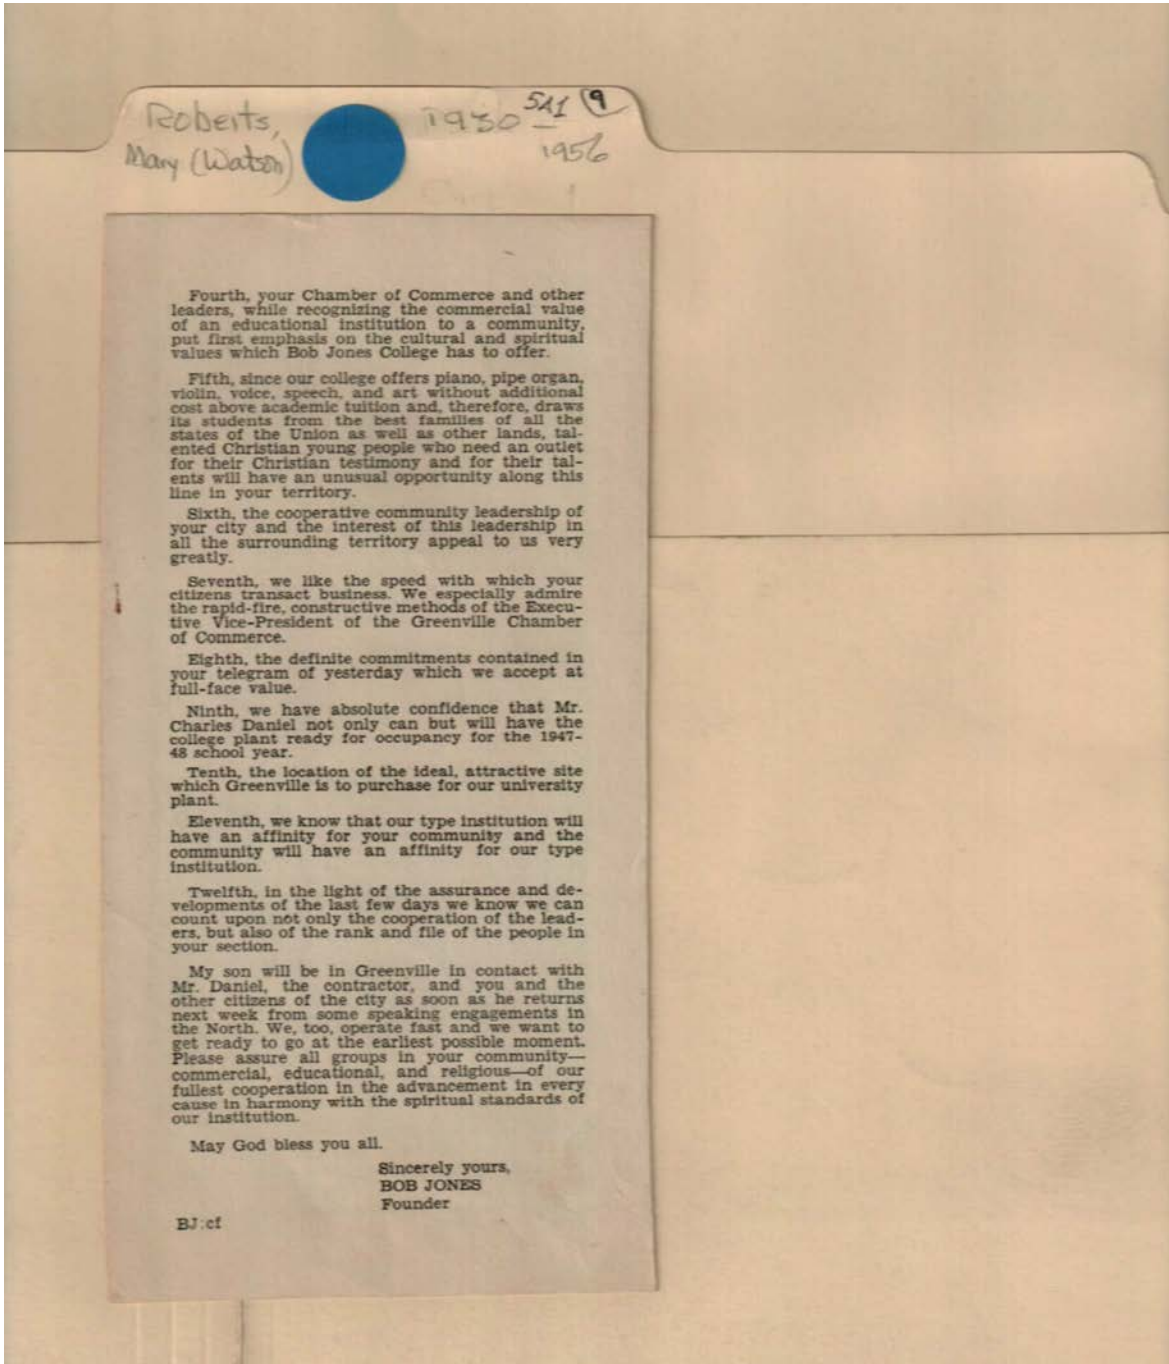 Roberts,
Mary (Watson)
1930 -
1956
5A1 9
Fourth, your Chamber of Commerce and other
leaders, while recognizing the commercial value
of an educational institution to a community,
put first emphasis on the cultural and spiritual
values which Bob Jones College has to offer.
Fifth, since our college offers piano, pipe organ,
violin, voice, speech, and art without additional
cost above academic tuition and, therefore, draws
its students from the best families of all the
states of the Union as well as other lands, tal-
ented Christian young people who need an outlet
for their Christian testimony and for their tal-
ents will have an unusual opportunity along this
line in your territory.
Sixth, the cooperative community leadership of
your city and the interest of this leadership in
all the surrounding territory appeal to us very
greatly.
Seventh, we like the speed with which your
citizens transact business. We especially admire
the rapid-fire, constructive methods of the Execu-
tive Vice-President of the Greenville Chamber
of Commerce.
Eighth, the definite commitments contained in
your telegram of yesterday which we accept at
full-face value.
Ninth, we have absolute confidence that Mr.
Charles Daniel not only can but will have the
college plant ready for occupancy for the 1947-
48 school year.
Tenth, the location of the ideal, attractive site
which Greenville is to purchase for our university
plant.
Eleventh, we know that our type institution will
have an affinity for your community and the
community will have an affinity for our type
institution.
Twelfth, in the light of the assurance and de-
velopments of the last few days we know we can
count upon not only the cooperation of the lead-
ers, but also of the rank and file of the people in
your section.
My son will be in Greenville in contact with
Mr. Daniel, the contractor, and you and the
other citizens of the city as soon as he returns
next week from some speaking engagements in
the North. We, too, operate fast and we want to
get ready to go at the earliest possible moment.
Please assure all groups in your community—
commercial, educational, and religious—of our
fullest cooperation in the advancement in every
cause in harmony with the spiritual standards of
our institution.
May God bless you all.
Sincerely yours,
BOB JONES
Founder
BJ:cf